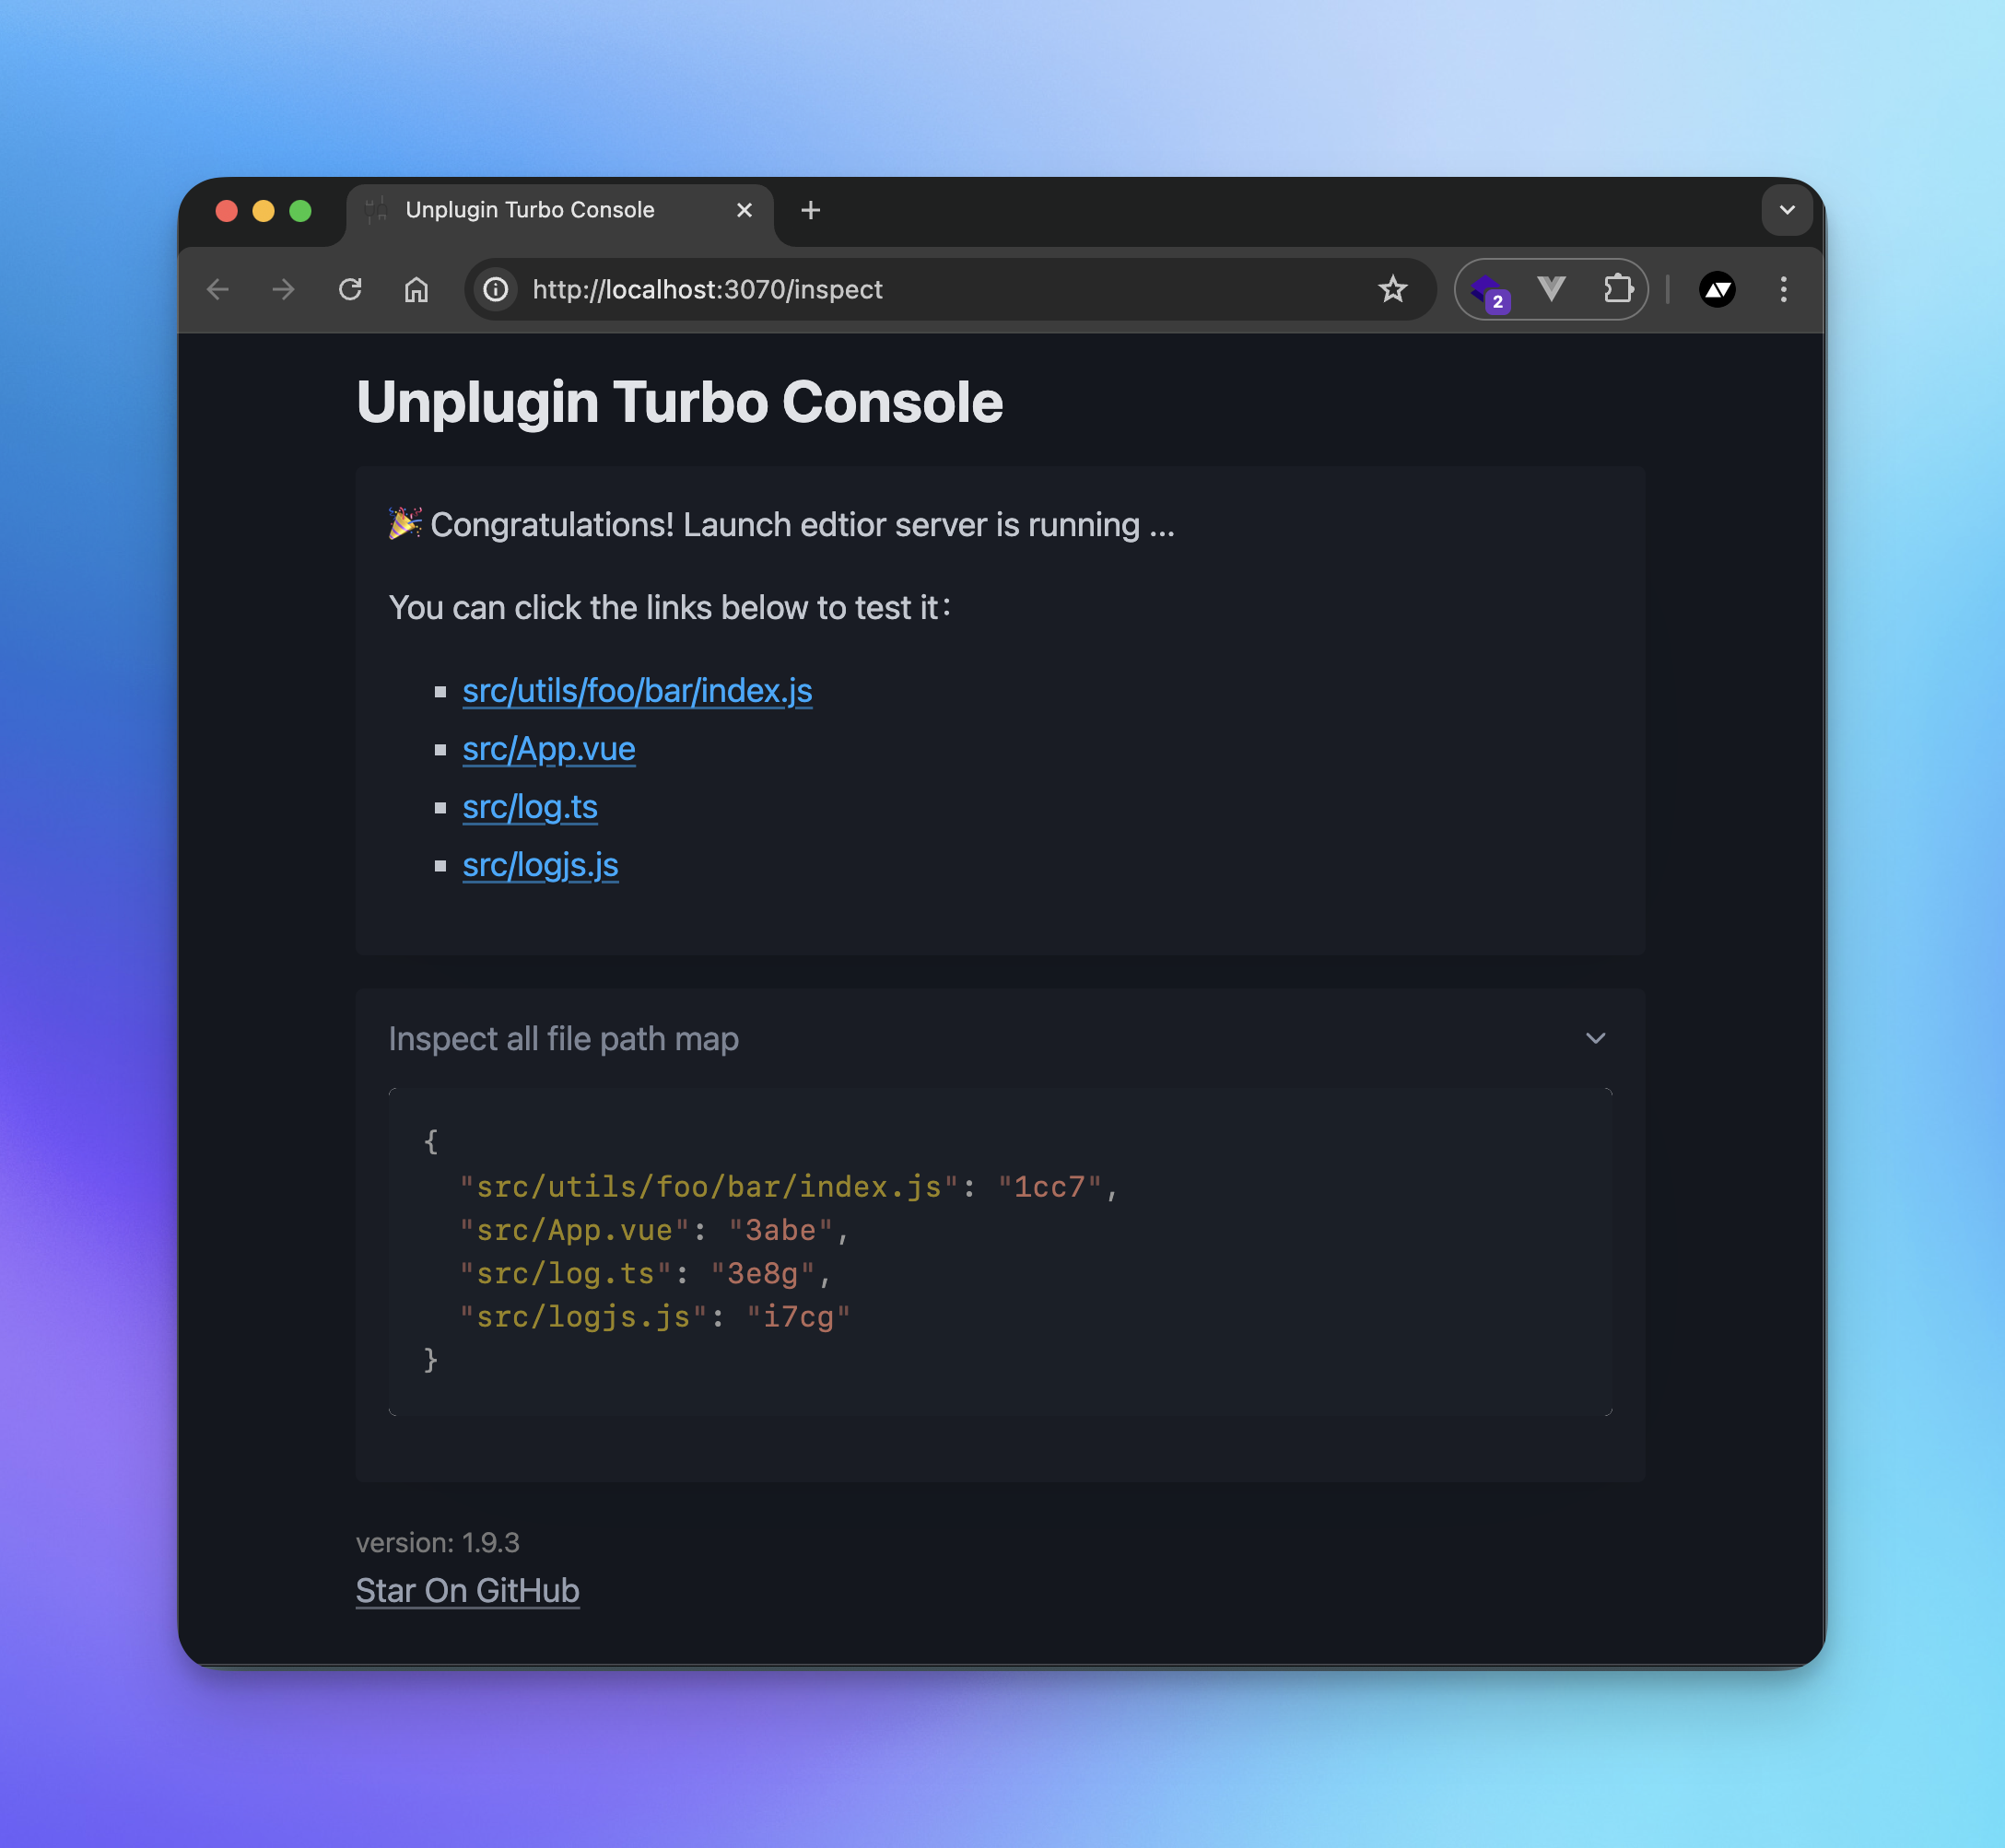 Unplugin Turbo Console
http://localhost:3070/inspect
2
Unplugin Turbo Console
🎉 Congratulations! Launch edtior server is running ...
You can click the links below to test it:
src/utils/foo/bar/index.js
src/App.vue
src/log.ts
src/logjs.js
Inspect all file path map
{
"src/utils/foo/bar/index.js": "1cc7",
"src/App.vue": "3abe",
"src/log.ts": "3e8g",
"src/logjs.js": "i7cg"
}
version: 1.9.3
Star On GitHub